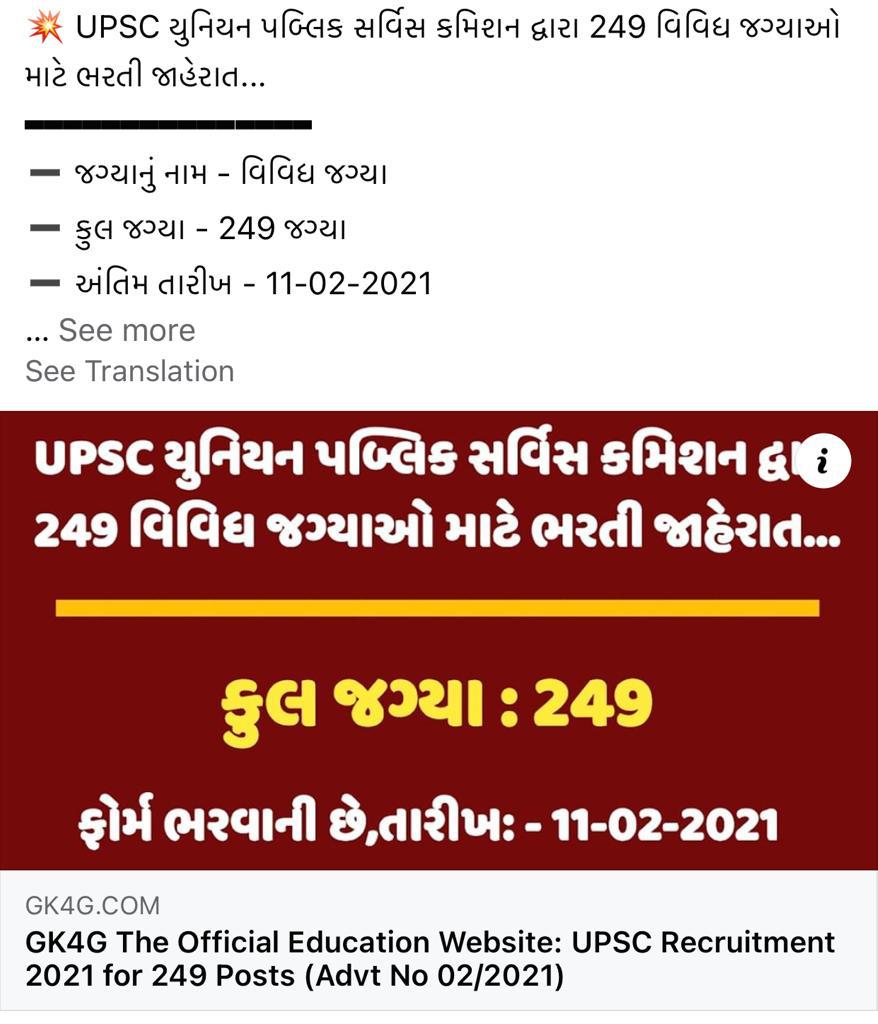 💥 UPSC યુનિયન પબ્લિક સર્વિસ કમિશન દ્વારા 249 વિવિધ જગ્યાઓ
માટે ભરતી જાહેરાત...
➖ જગ્યાનું નામ - વિવિધ જગ્યા
➖ કુલ જગ્યા - 249 જગ્યા
➖ અંતિમ તારીખ - 11-02-2021
... See more
See Translation
UPSC યુનિયન પબ્લિક સર્વિસ કમિશન
249 વિવિધ જગ્યાઓ માટે ભરતી જાહેરાત...
કુલ જગ્યા : 249
ફોર્મ ભરવાની છે,તારીખ: - 11-02-2021
GK4G.COM
GK4G The Official Education Website: UPSC Recruitment
2021 for 249 Posts (Advt No 02/2021)